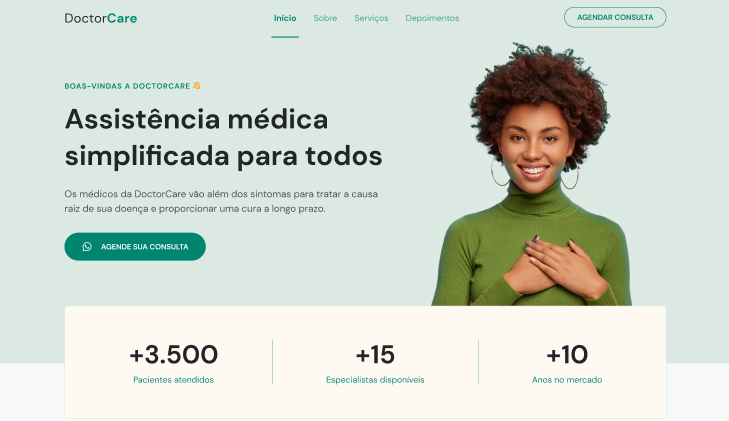 DoctorCare
Início Sobre Serviços Depoimentos
AGENDAR CONSULTA
BOAS-VINDAS A DOCTORCARE 👋
Assistência médica
simplificada para todos
Os médicos da DoctorCare vão além dos sintomas para tratar a causa
raiz de sua doença e proporcionar uma cura a longo prazo.
AGENDE SUA CONSULTA
+3.500
Pacientes atendidos
+15
Especialistas disponíveis
+10
Anos no mercado